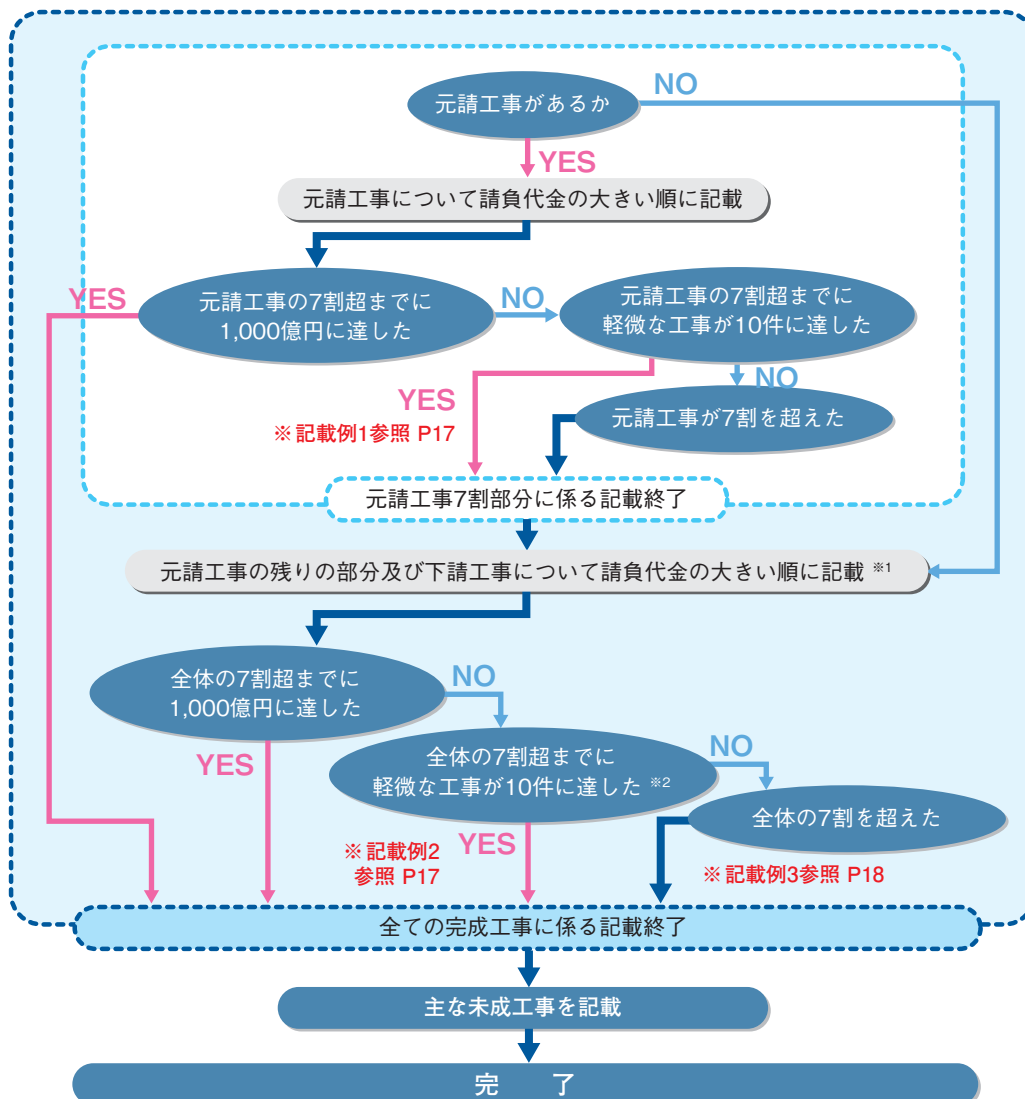 元請工事があるか
NO
YES
元請工事について請負代金の大きい順に記載
YES
元請工事の7割超までに
1,000億円に達した
NO
元請工事の7割超までに
軽微な工事が10件に達した
YES
※記載例1参照 P17
NO
元請工事が7割を超えた
元請工事7割部分に係る記載終了
元請工事の残りの部分及び下請工事について請負代金の大きい順に記載 ※1
全体の7割超までに
1,000億円に達した
NO
YES
全体の7割超までに
軽微な工事が10件に達した ※2
NO
YES
※記載例2
参照 P17
全体の7割を超えた
※記載例3参照 P18
全ての完成工事に係る記載終了
主な未成工事を記載
完 了